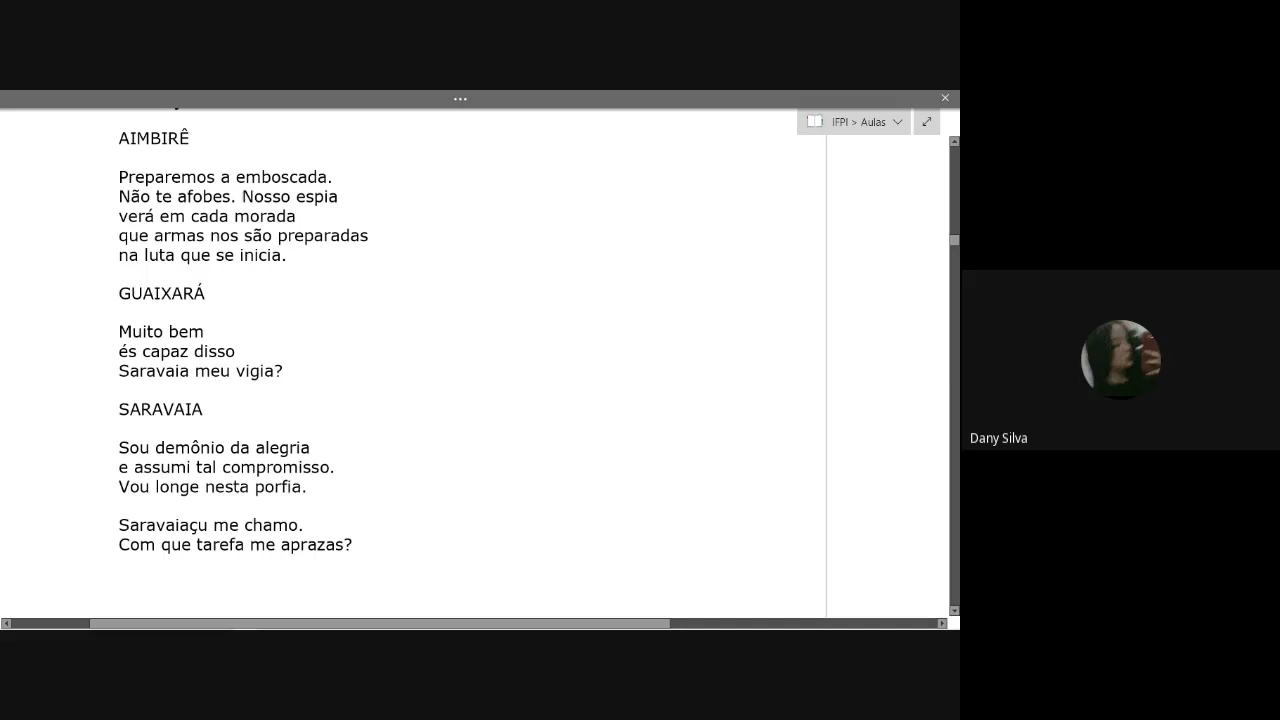 IFPI > Aulas
AIMBIRÊ
Preparemos a emboscada.
Não te afobes. Nosso espia
verá em cada morada
que armas nos são preparadas
na luta que se inicia.
GUAIXARÁ
Muito bem
és capaz disso
Saravaia meu vigia?
SARAVAIA
Sou demônio da alegria
e assumi tal compromisso.
Vou longe nesta porfia.
Saravaiaçu me chamo.
Com que tarefa me aprazas?
Dany Silva